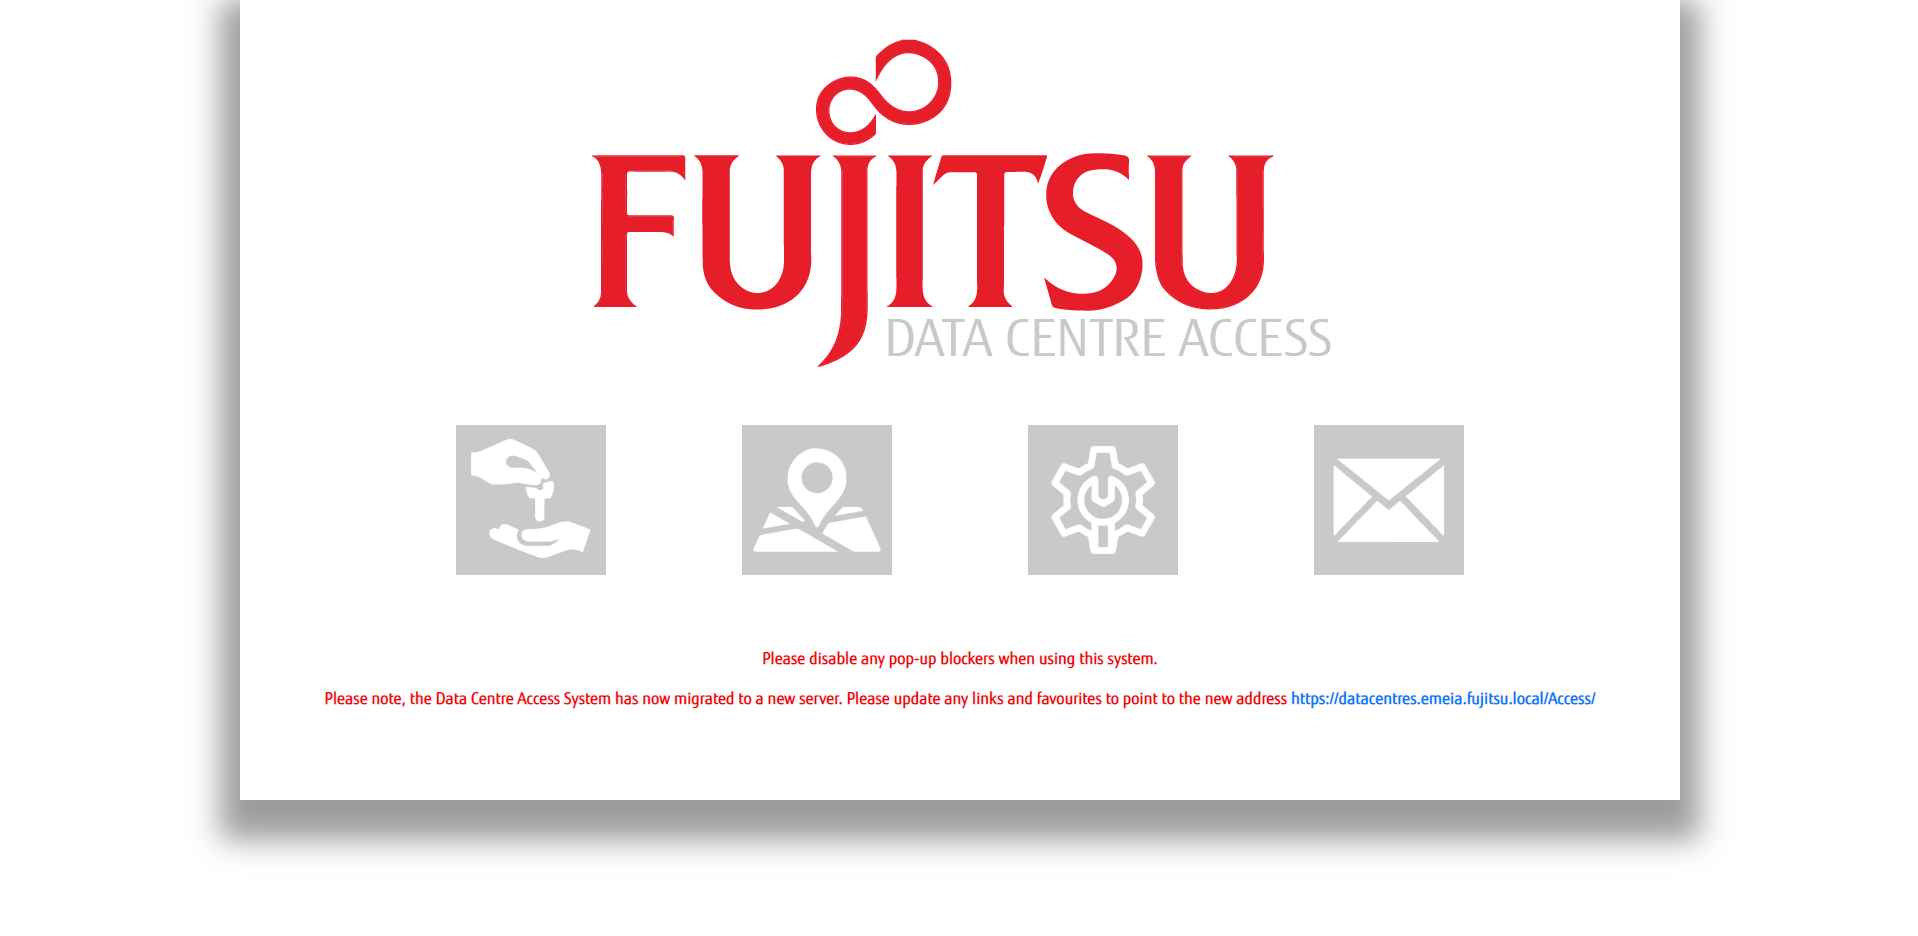 FUJITSU
DATA CENTRE ACCESS
Please disable any pop-up blockers when using this system.
Please note, the Data Centre Access System has now migrated to a new server. Please update any links and favourites to point to the new address https://datacentres.emeia.fujitsu.local/Access/